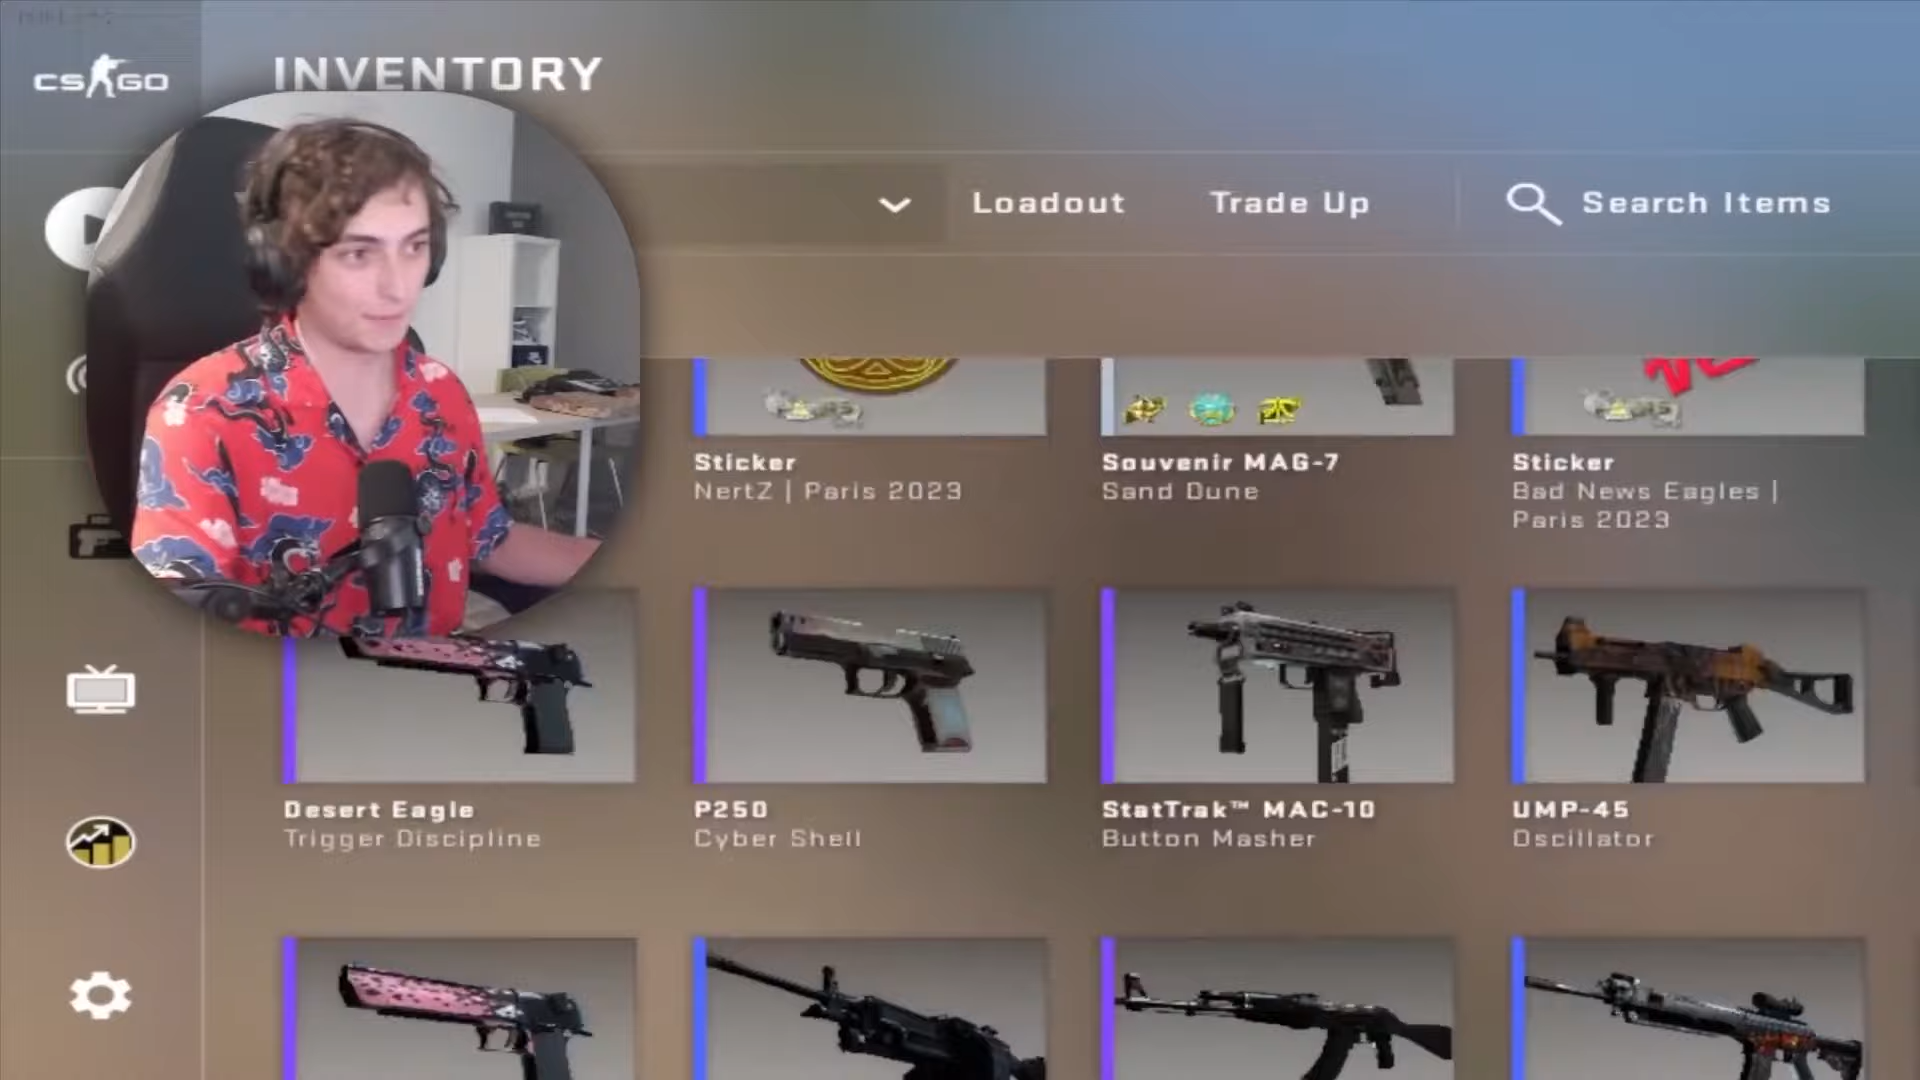 CS GO
INVENTORY
Loadout
Trade Up
Search Items
Sticker
NertZ | Paris 2023
Souvenir MAG-7
Sand Dune
Sticker
Bad News Eagles |
Paris 2023
Desert Eagle
Trigger Discipline
P250
Cyber Shell
StatTrak™ MAC-10
Button Masher
UMP-45
Oscillator